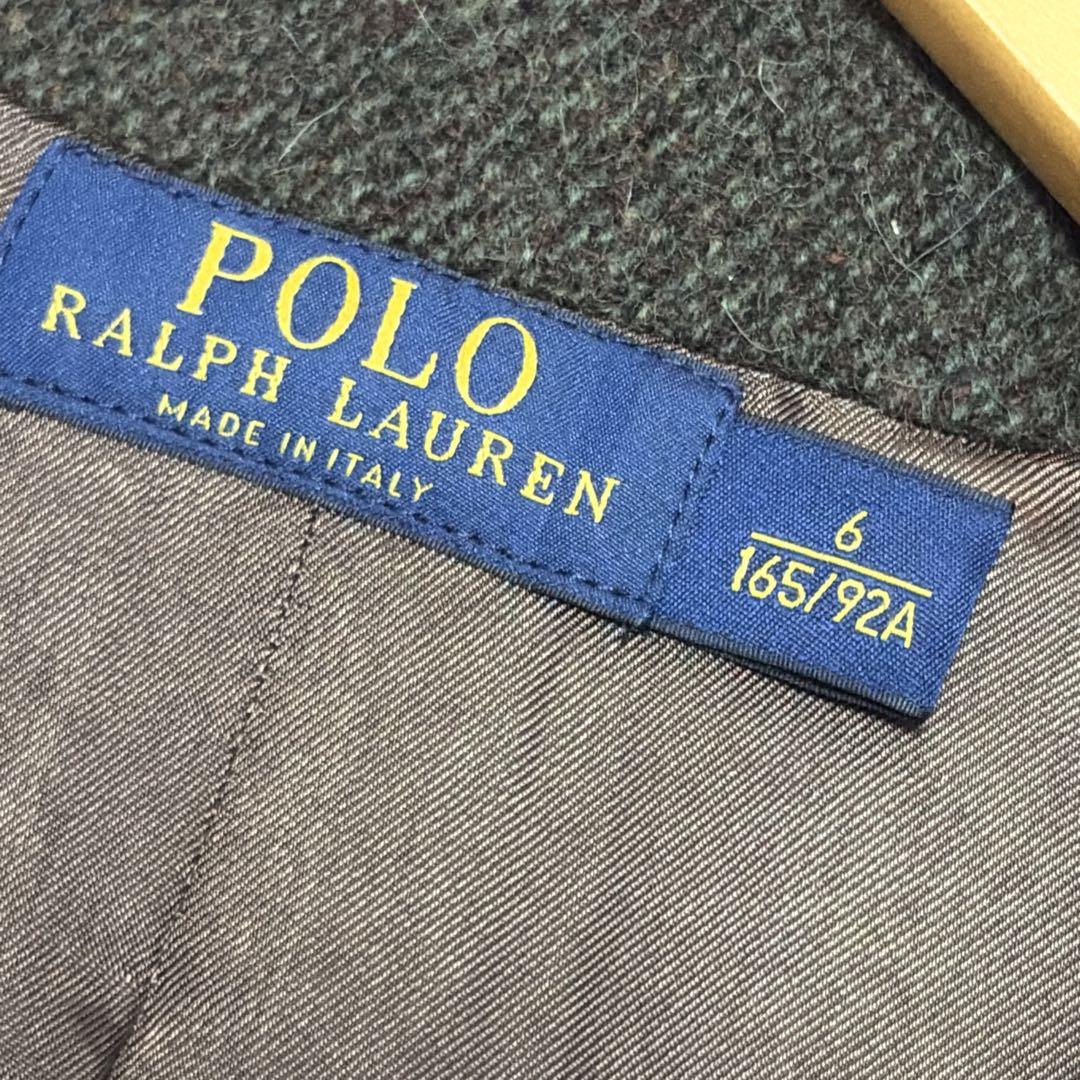 POLO
RALPH LAUREN
MADE IN ITALY
6
165/92A